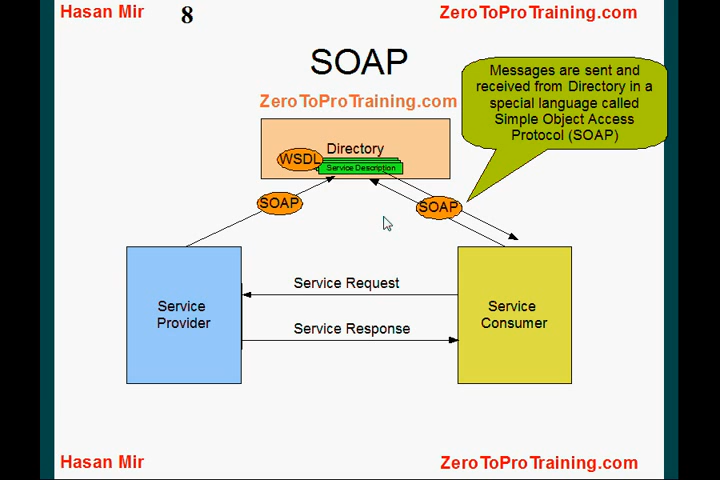 Hasan Mir
8
ZeroToProTraining.com
SOAP
ZeroToProTraining.com
Messages are sent and
received from Directory in a
special language called
Simple Object Access
Protocol (SOAP)
Directory
WSDL
Service Description
SOAP
SOAP
Service Request
Service
Provider
Service
Consumer
Service Response
Hasan Mir
ZeroToProTraining.com